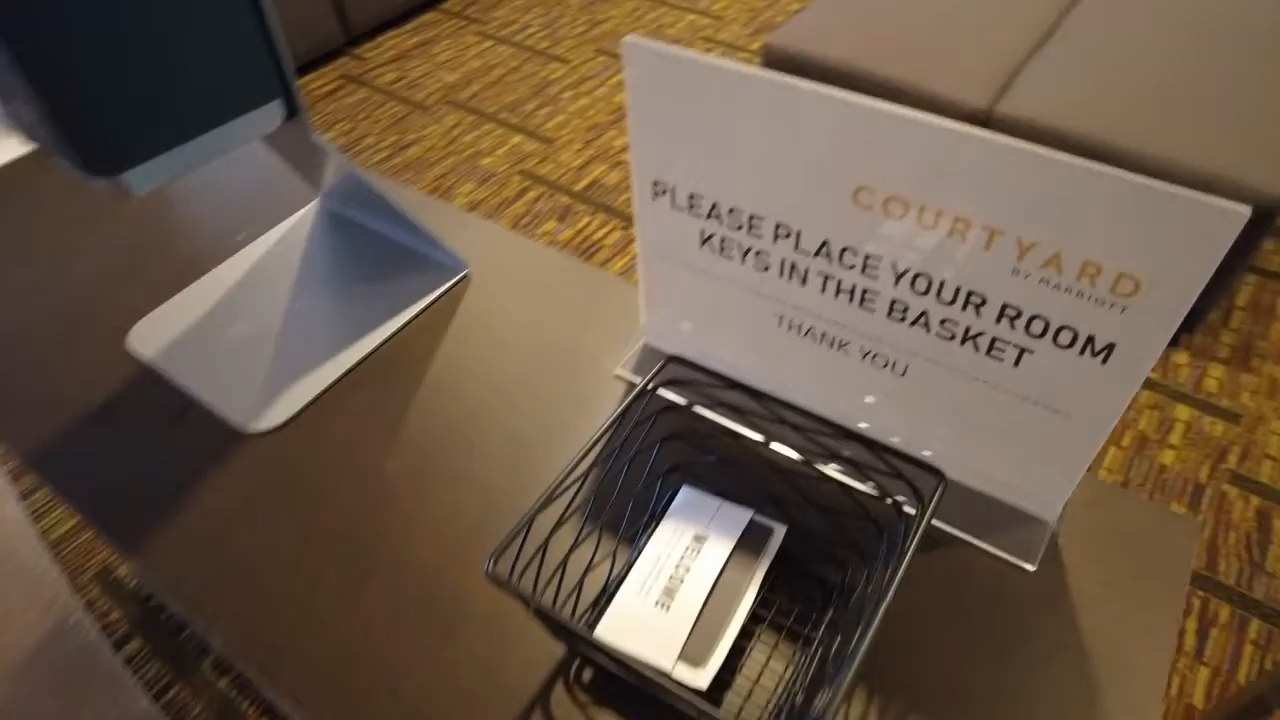 COURTYARD
BY MARRIOTT
PLEASE PLACE YOUR ROOM
KEYS IN THE BASKET
THANK YOU
WELCOME